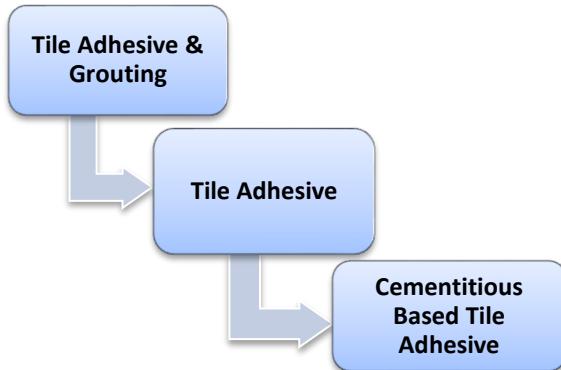 Tile Adhesive &
Grouting
Tile Adhesive
Cementitious
Based Tile
Adhesive